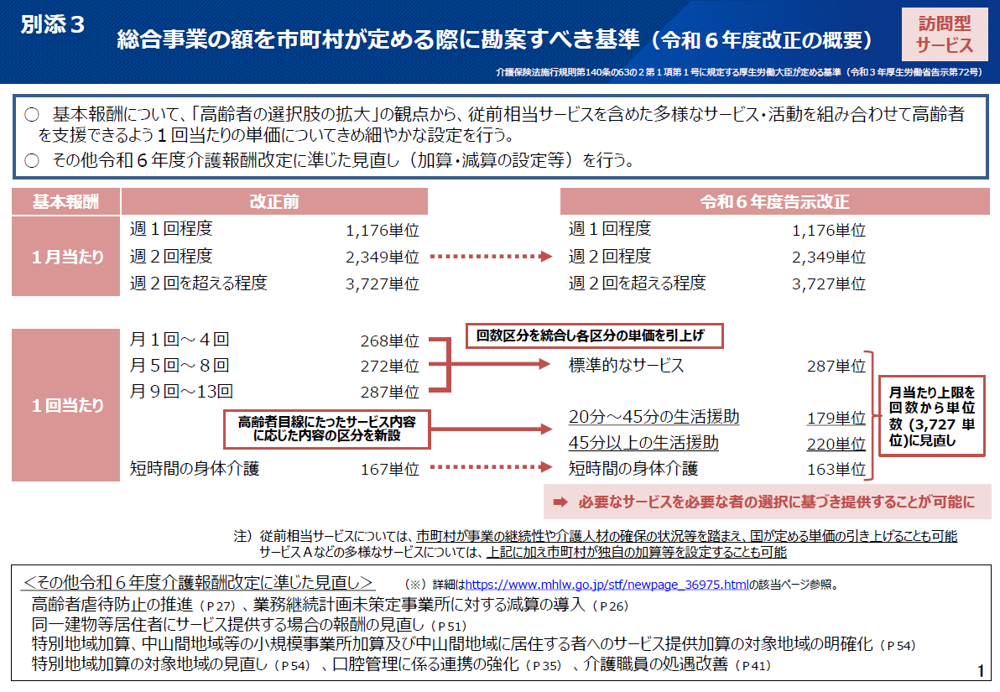 別添３
総合事業の額を市町村が定める際に勘案すべき基準（令和６年度改正の概要）
訪問型
サービス
介護保険法施行規則第140条の63の２第１項第１号に規定する厚生労働大臣が定める基準（令和３年厚生労働省告示第72号）
○　基本報酬について、「高齢者の選択肢の拡大」の観点から、従前相当サービスを含めた多様なサービス・活動を組み合わせて高齢者
を支援できるよう１回当たりの単価についてきめ細やかな設定を行う。
○　その他令和６年度介護報酬改定に準じた見直し（加算・減算の設定等）を行う。
基本報酬　改正前　令和６年度告示改正
１月当たり
週１回程度　1,176単位　週１回程度　1,176単位
週２回程度　2,349単位　週２回程度　2,349単位
週２回を超える程度　3,727単位　週２回を超える程度　3,727単位
１回当たり
月１回～４回　268単位
月５回～８回　272単位
月９回～13回　287単位
回数区分を統合し各区分の単価を引上げ
標準的なサービス　287単位
高齢者目線にたったサービス内容
に応じた内容の区分を新設
20分～45分の生活援助　179単位
45分以上の生活援助　220単位
短時間の身体介護　167単位　短時間の身体介護　163単位
月当たり上限を
回数から単位
数 (3,727 単
位)に見直し
➡ 必要なサービスを必要な者の選択に基づき提供することが可能に
注）従前相当サービスについては、市町村が事業の継続性や介護人材の確保の状況等を踏まえ、国が定める単価の引き上げることも可能
サービスＡなどの多様なサービスについては、上記に加え市町村が独自の加算等を設定することも可能
＜その他令和６年度介護報酬改定に準じた見直し＞　（※）詳細はhttps://www.mhlw.go.jp/stf/newpage_36975.htmlの該当ページ参照。
高齢者虐待防止の推進（Ｐ27）、業務継続計画未策定事業所に対する減算の導入（Ｐ26）
同一建物等居住者にサービス提供する場合の報酬の見直し（Ｐ51）
特別地域加算、中山間地域等の小規模事業所加算及び中山間地域に居住する者へのサービス提供加算の対象地域の明確化（Ｐ54）
特別地域加算の対象地域の見直し（Ｐ54）、口腔管理に係る連携の強化（Ｐ35）、介護職員の処遇改善（Ｐ41）
1